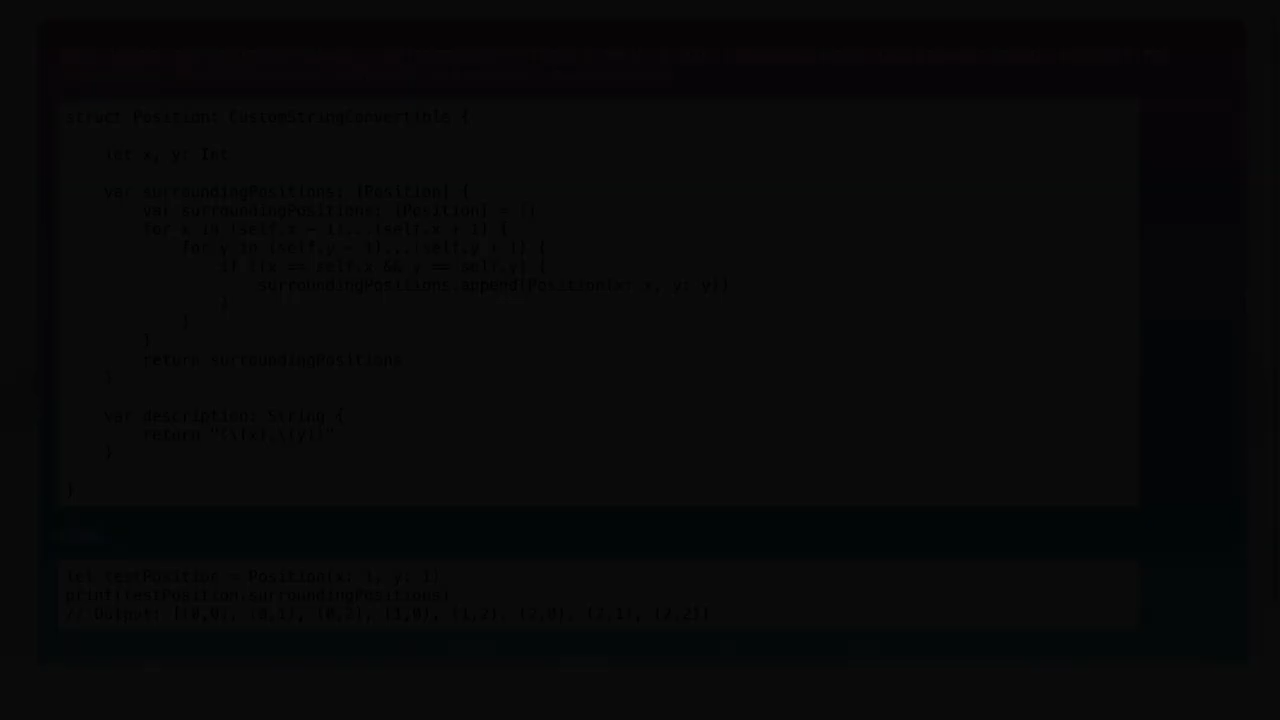 struct Position: CustomStringConvertible {
let x, y: Int
var surroundingPositions: [Position] {
var surroundingPositions: [Position] = []
for x in (self.x - 1)...(self.x + 1) {
for y in (self.y - 1)...(self.y + 1) {
if !(x == self.x && y == self.y) {
surroundingPositions.append(Position(x: x, y: y))
}
}
}
return surroundingPositions
}
var description: String {
return "(\(x),\(y))"
}
}
let testPosition = Position(x: 1, y: 1)
print(testPosition.surroundingPositions)
// Output: [(0,0), (0,1), (0,2), (1,0), (1,2), (2,0), (2,1), (2,2)]